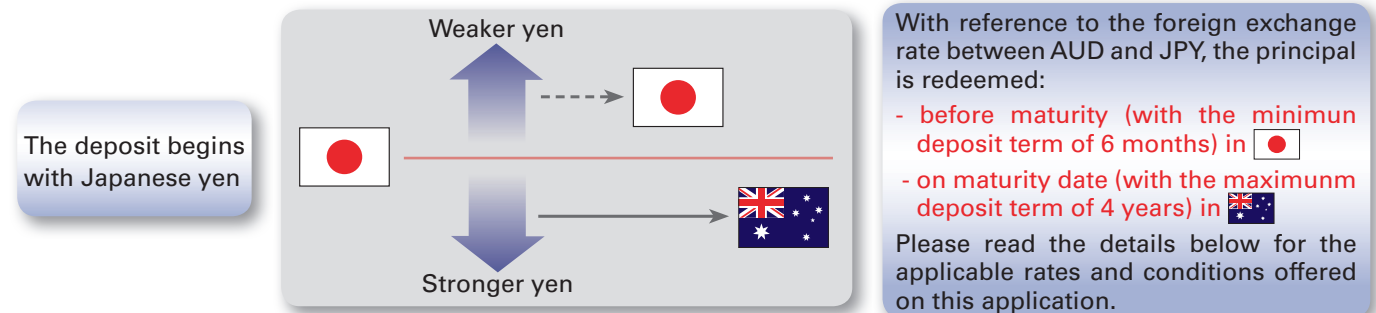 The deposit begins
with Japanese yen
Weaker yen
Stronger yen
With reference to the foreign exchange
rate between AUD and JPY, the principal
is redeemed:
- before maturity (with the minimun
deposit term of 6 months) in
- on maturity date (with the maximunm
deposit term of 4 years) in
Please read the details below for the
applicable rates and conditions offered
on this application.